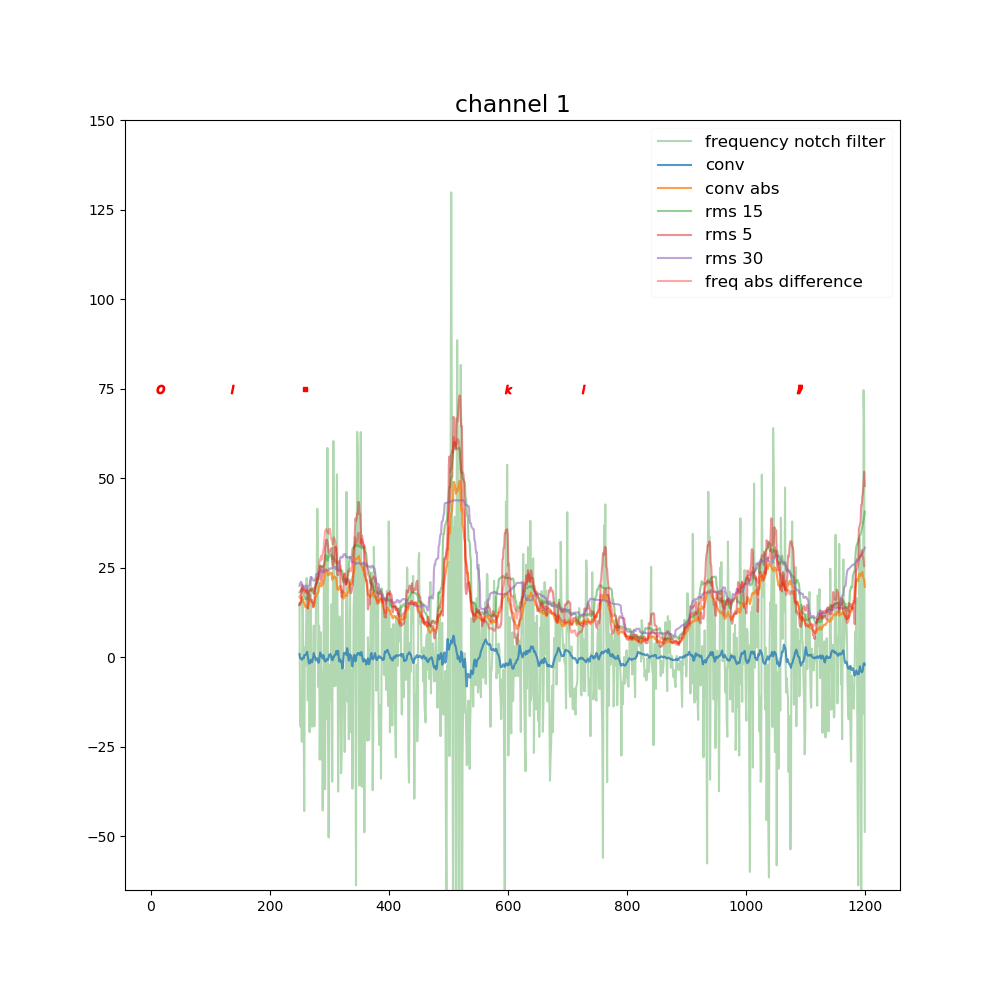 channel 1
150
125
100
75
50
25
0
−25
−50
frequency notch filter
conv
conv abs
rms 15
rms 5
rms 30
freq abs difference
o l . k l ,
0 200 400 600 800 1000 1200